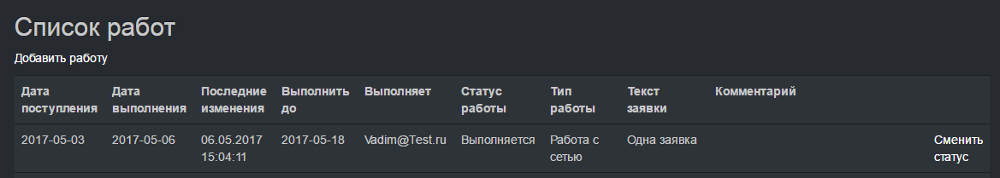 Список работ
Добавить работу
Дата поступления Дата выполнения Последние изменения Выполнить до Выполняет Статус работы Тип работы Текст заявки Комментарий
2017-05-03 2017-05-06 06.05.2017 15:04:11 2017-05-18 Vadim@Test.ru Выполняется Работа с сетью Одна заявка Сменить статус